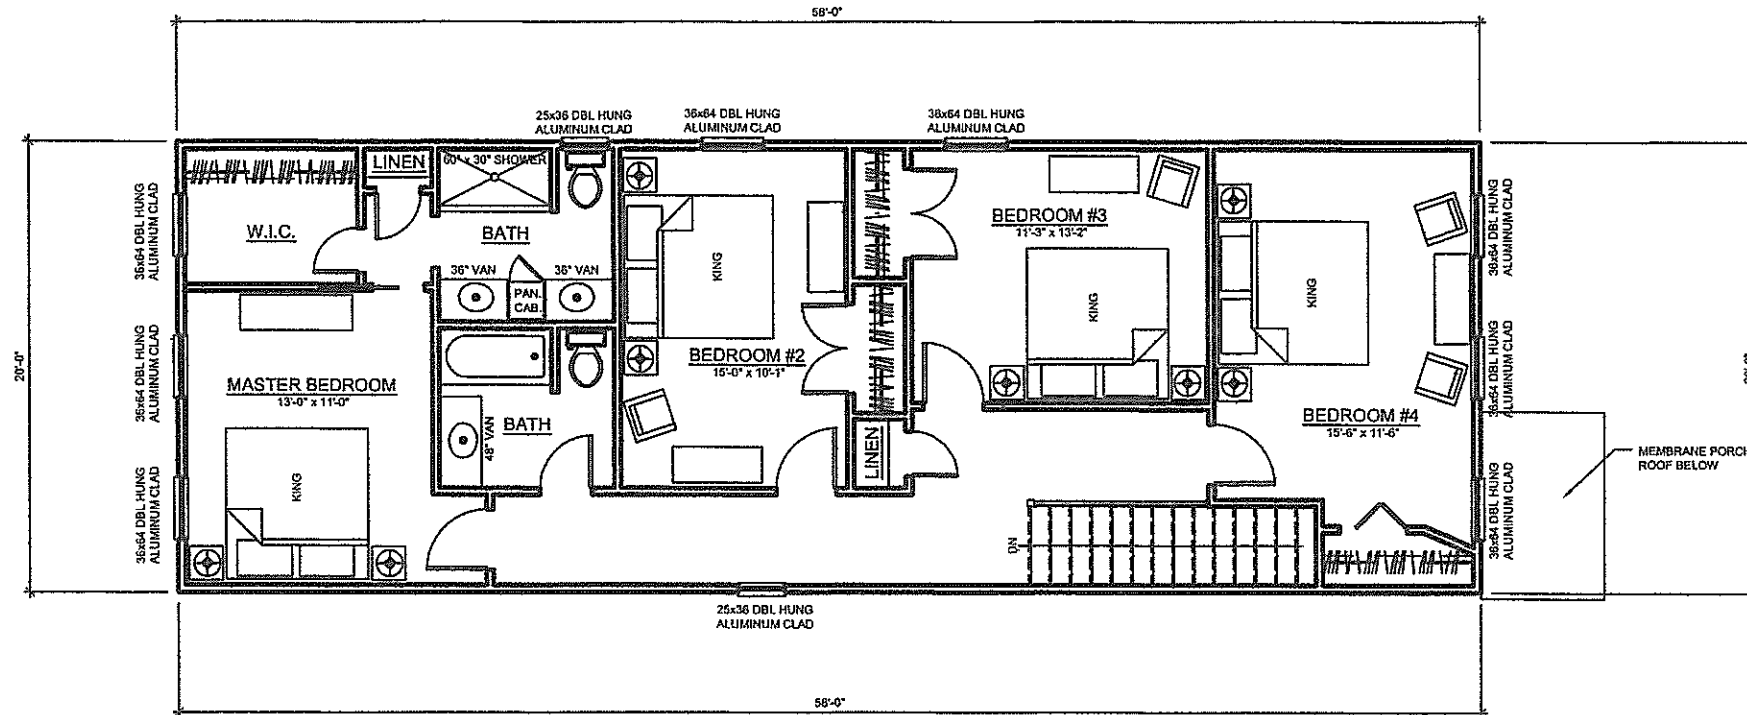 58'-0"
25x36 DBL HUNG
ALUMINUM CLAD
36x64 DBL HUNG
ALUMINUM CLAD
36x64 DBL HUNG
ALUMINUM CLAD
LINEN
60" x 30" SHOWER
36x64 DBL HUNG
ALUMINUM CLAD
W.I.C.
BATH
36" VAN
36" VAN
PAN.
CAB.
KING
BEDROOM #3
11'-3" x 13'-2"
KING
KING
36x64 DBL HUNG
ALUMINUM CLAD
20'-0"
36x64 DBL HUNG
ALUMINUM CLAD
MASTER BEDROOM
13'-0" x 11'-0"
BEDROOM #2
15'-0" x 10'-1"
36x64 DBL HUNG
ALUMINUM CLAD
BATH
48" VAN
LINEN
BEDROOM #4
15'-6" x 11'-6"
MEMBRANE PORCH
ROOF BELOW
36x64 DBL HUNG
ALUMINUM CLAD
KING
DN
36x64 DBL HUNG
ALUMINUM CLAD
25x36 DBL HUNG
ALUMINUM CLAD
58'-0"